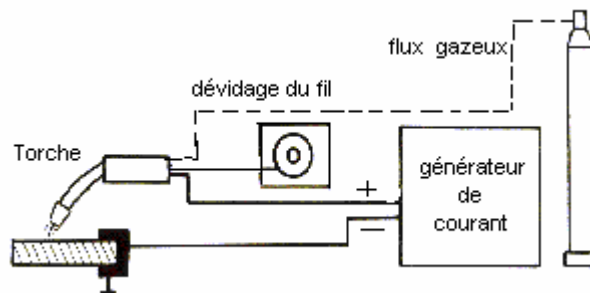 flux gazeux
dévidage du fil
Torche
générateur
de
courant
+
—